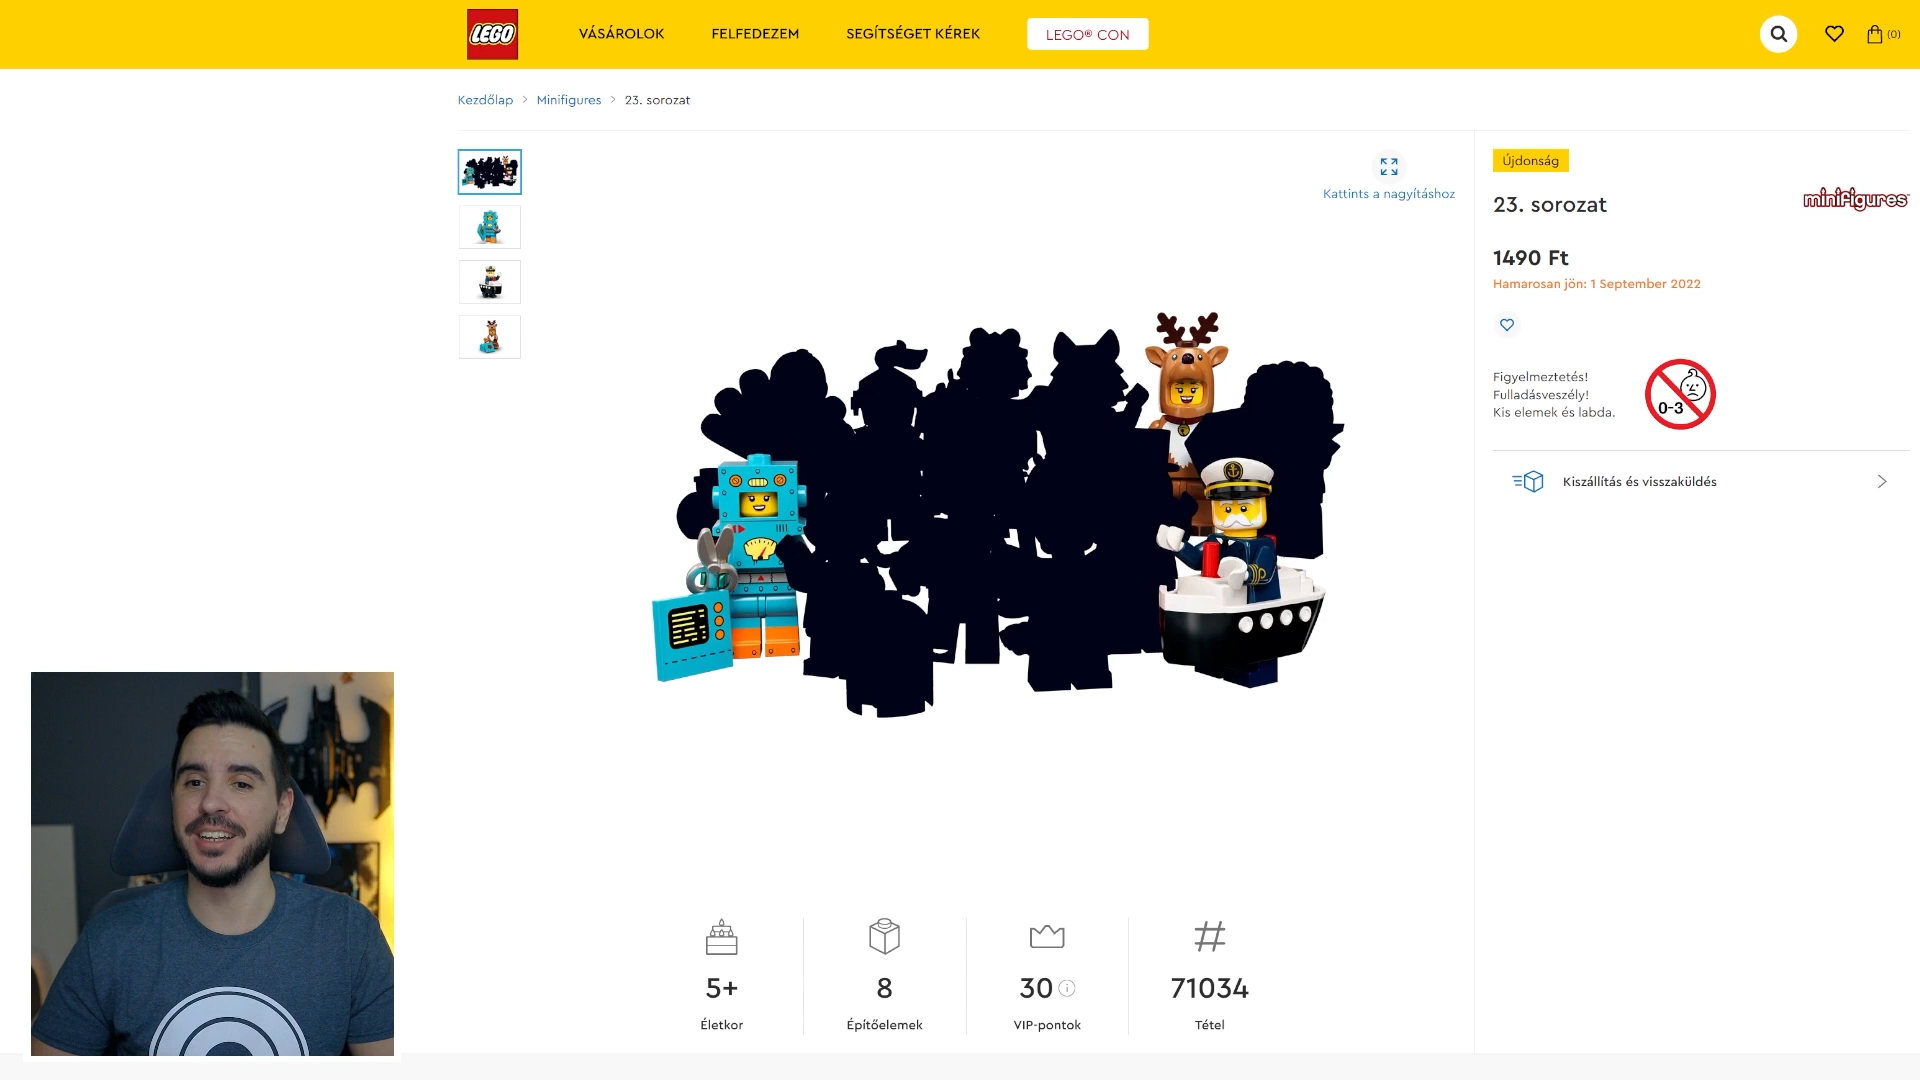 LEGO
VÁSÁROLOK
FELFEDEZEM
SEGÍTSÉGET KÉREK
LEGO® CON
(0)
Kezdőlap > Minifigures > 23. sorozat
Kattints a nagyításhoz
Újdonság
23. sorozat
minifigures
1490 Ft
Hamarosan jön: 1 September 2022
Figyelmeztetés!
Fulladásveszély!
Kis elemek és labda.
0-3
Kiszállítás és visszaküldés
5+
Életkor
8
Építőelemek
30
VIP-pontok
71034
Tétel